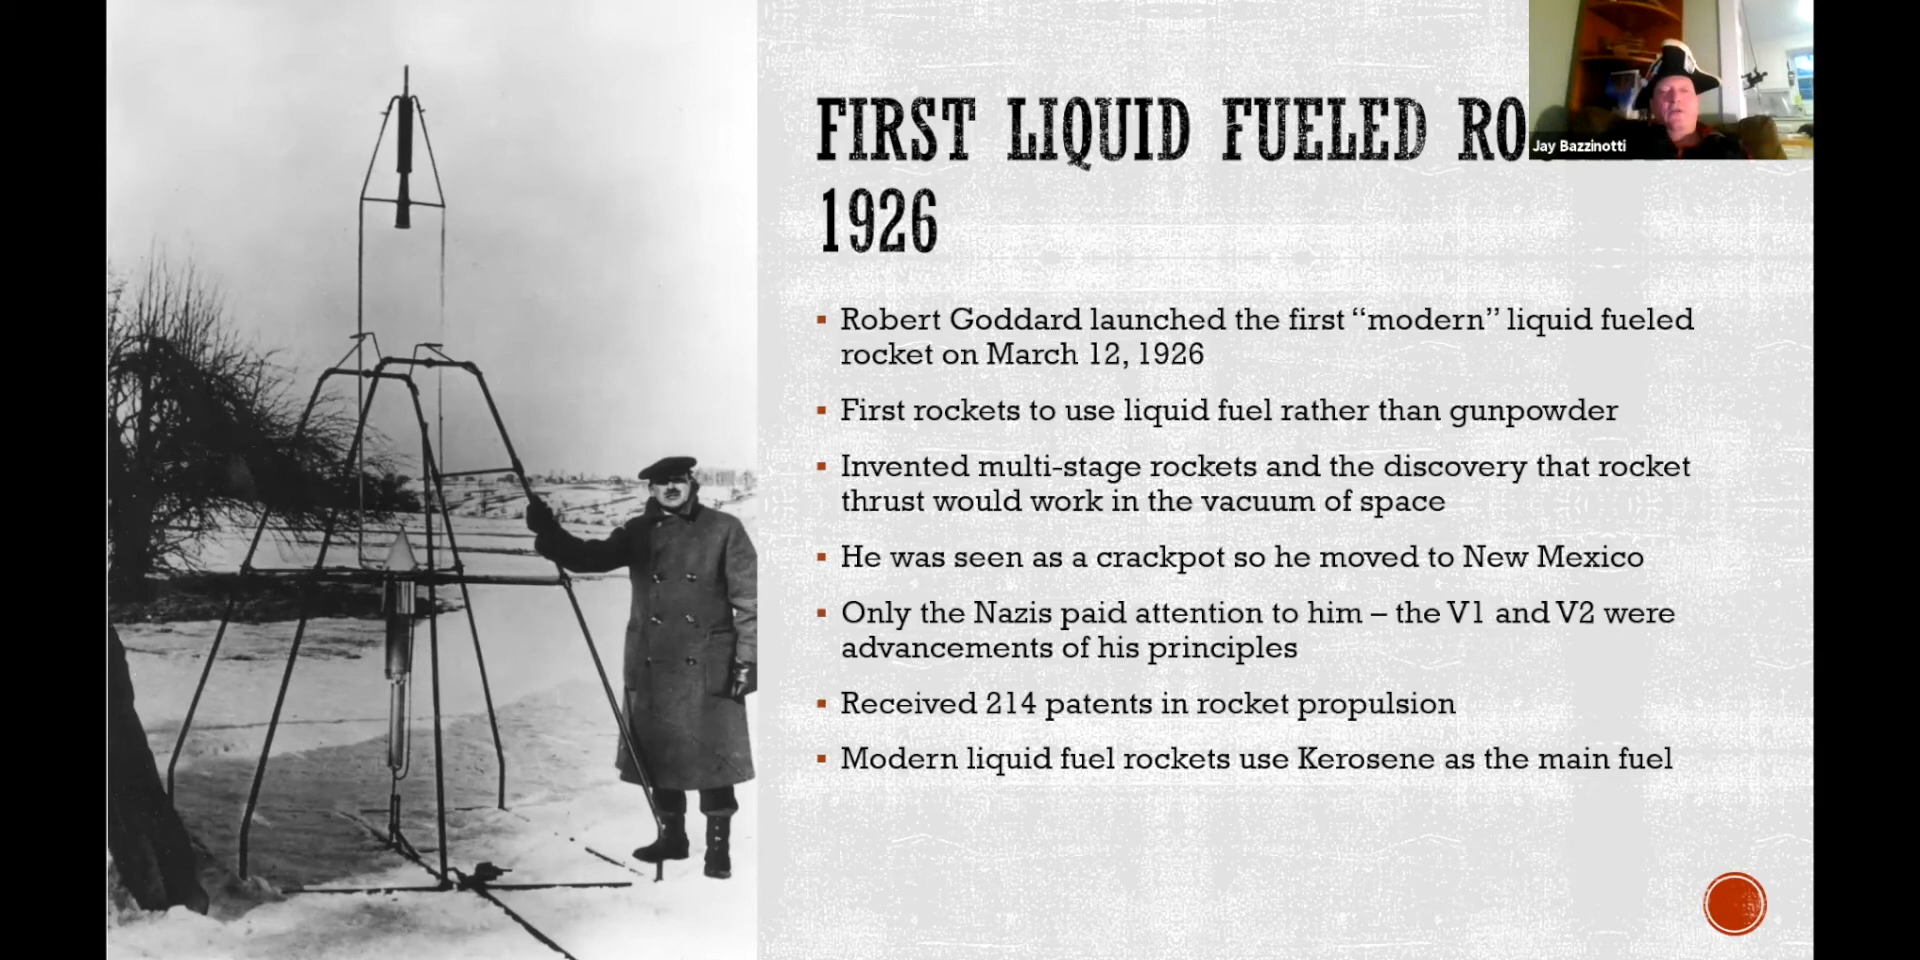 FIRST LIQUID FUELED RO
Jay Bazzinotti
1926
Robert Goddard launched the first “modern” liquid fueled
rocket on March 12, 1926
First rockets to use liquid fuel rather than gunpowder
Invented multi-stage rockets and the discovery that rocket
thrust would work in the vacuum of space
He was seen as a crackpot so he moved to New Mexico
Only the Nazis paid attention to him – the V1 and V2 were
advancements of his principles
Received 214 patents in rocket propulsion
Modern liquid fuel rockets use Kerosene as the main fuel